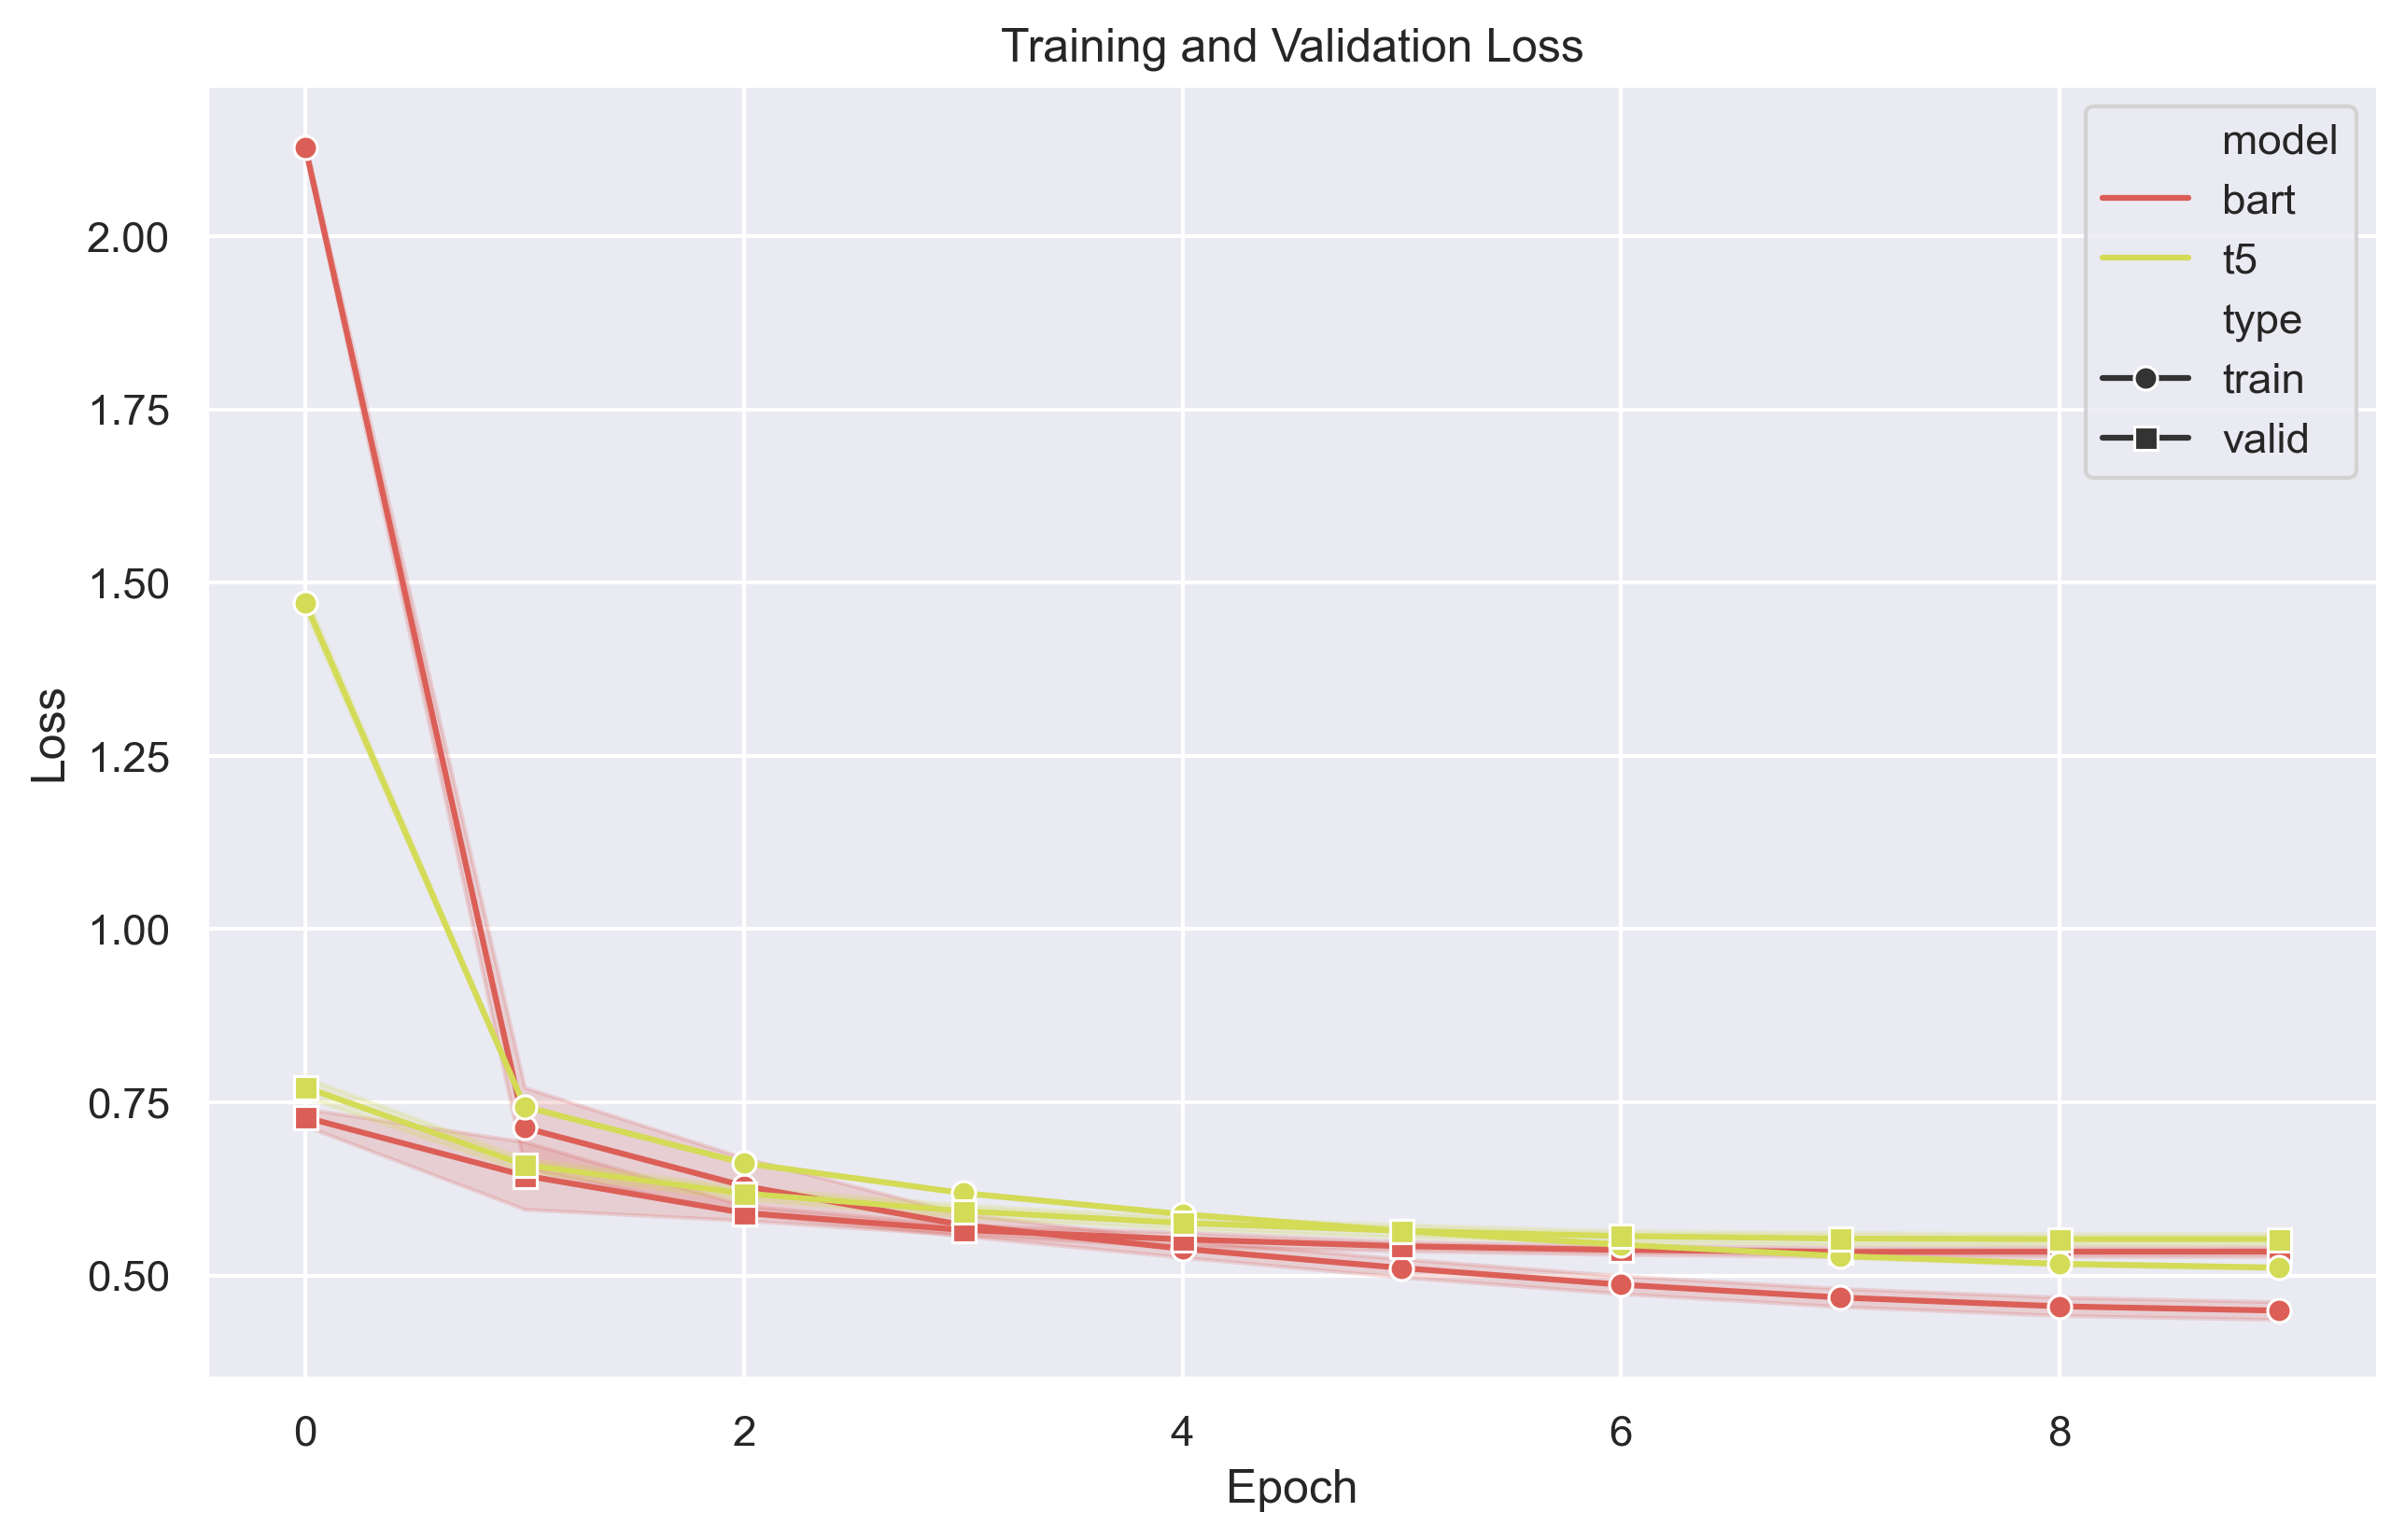 Training and Validation Loss
model
bart
t5
type
train
valid
Loss
2.00
1.75
1.50
1.25
1.00
0.75
0.50
0 2 4 6 8
Epoch